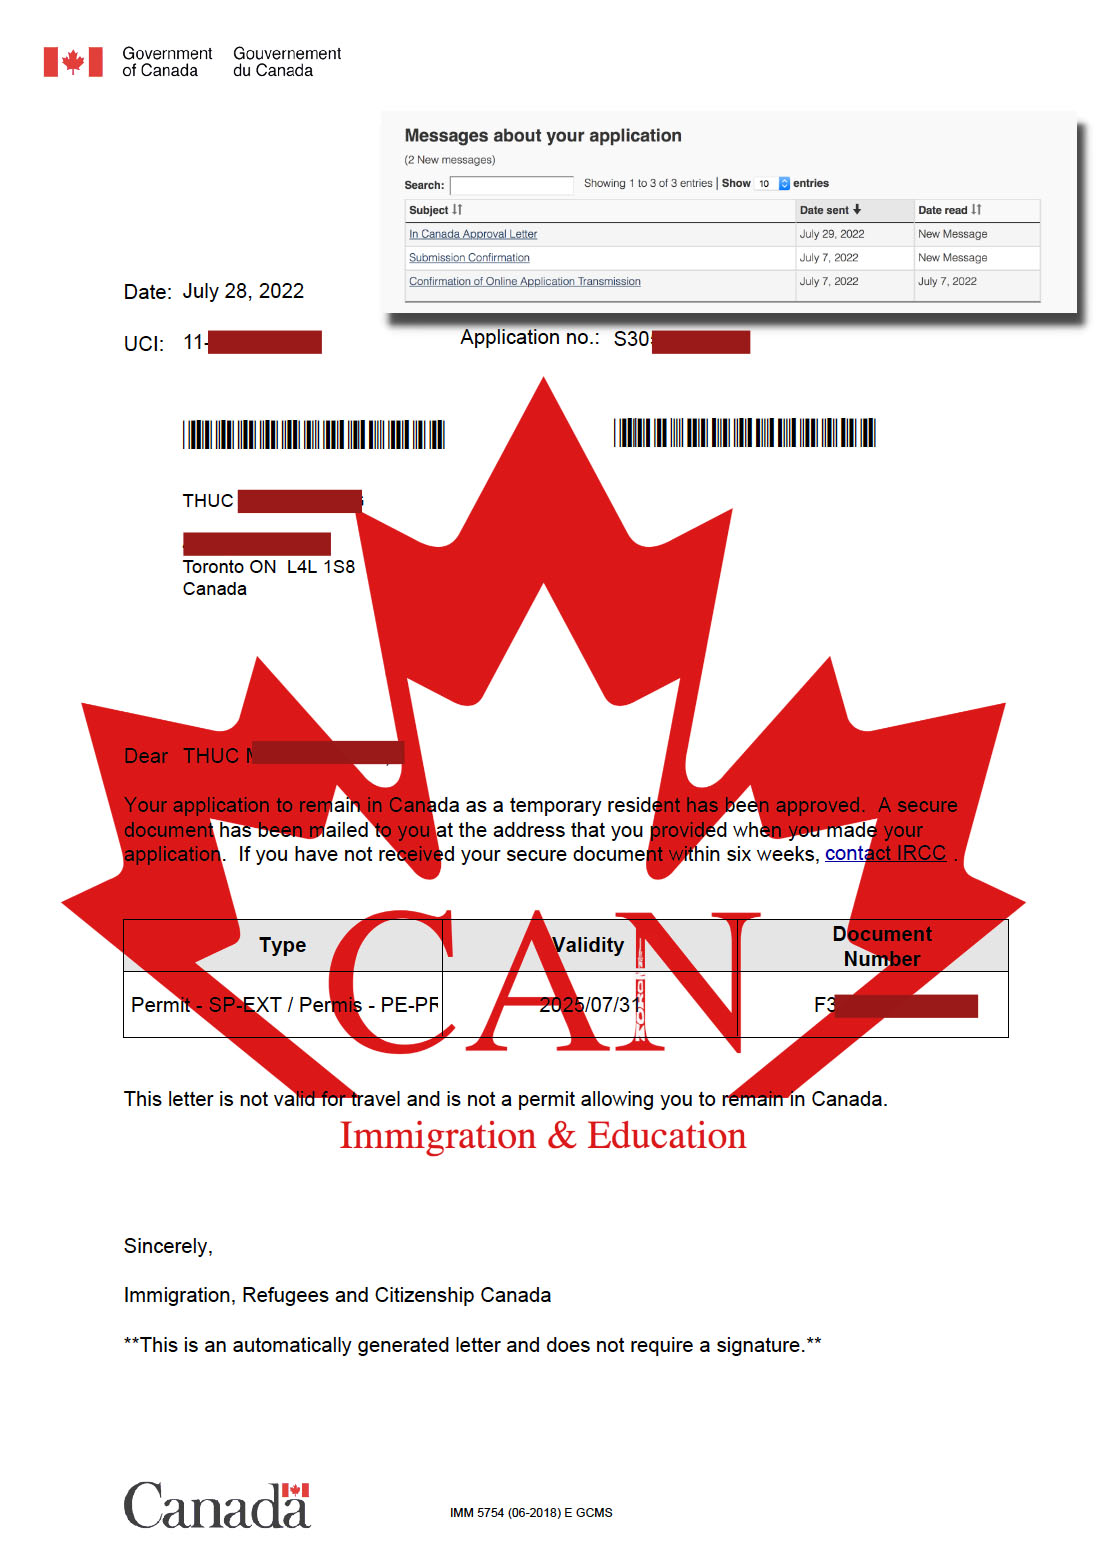 Government of Canada
Gouvernement du Canada
Messages about your application
(2 New messages)
Search: Showing 1 to 3 of 3 entries | Show 10 entries
Subject Date sent Date read
In Canada Approval Letter July 29, 2022 New Message
Submission Confirmation July 7, 2022 New Message
Confirmation of Online Application Transmission July 7, 2022 July 7, 2022
Date: July 28, 2022
UCI: 11- Application no.: S30
THUC
Toronto ON L4L 1S8
Canada
Dear THUC
Your application to remain in Canada as a temporary resident has been approved. A secure
document has been mailed to you at the address that you provided when you made your
application. If you have not received your secure document within six weeks, contact IRCC .
Type Validity Document Number
Permit - SP-EXT / Permis - PE-PR 2025/07/31 F3
CAN
This letter is not valid for travel and is not a permit allowing you to remain in Canada.
Immigration & Education
Sincerely,
Immigration, Refugees and Citizenship Canada
**This is an automatically generated letter and does not require a signature.**
Canada
IMM 5754 (06-2018) E GCMS